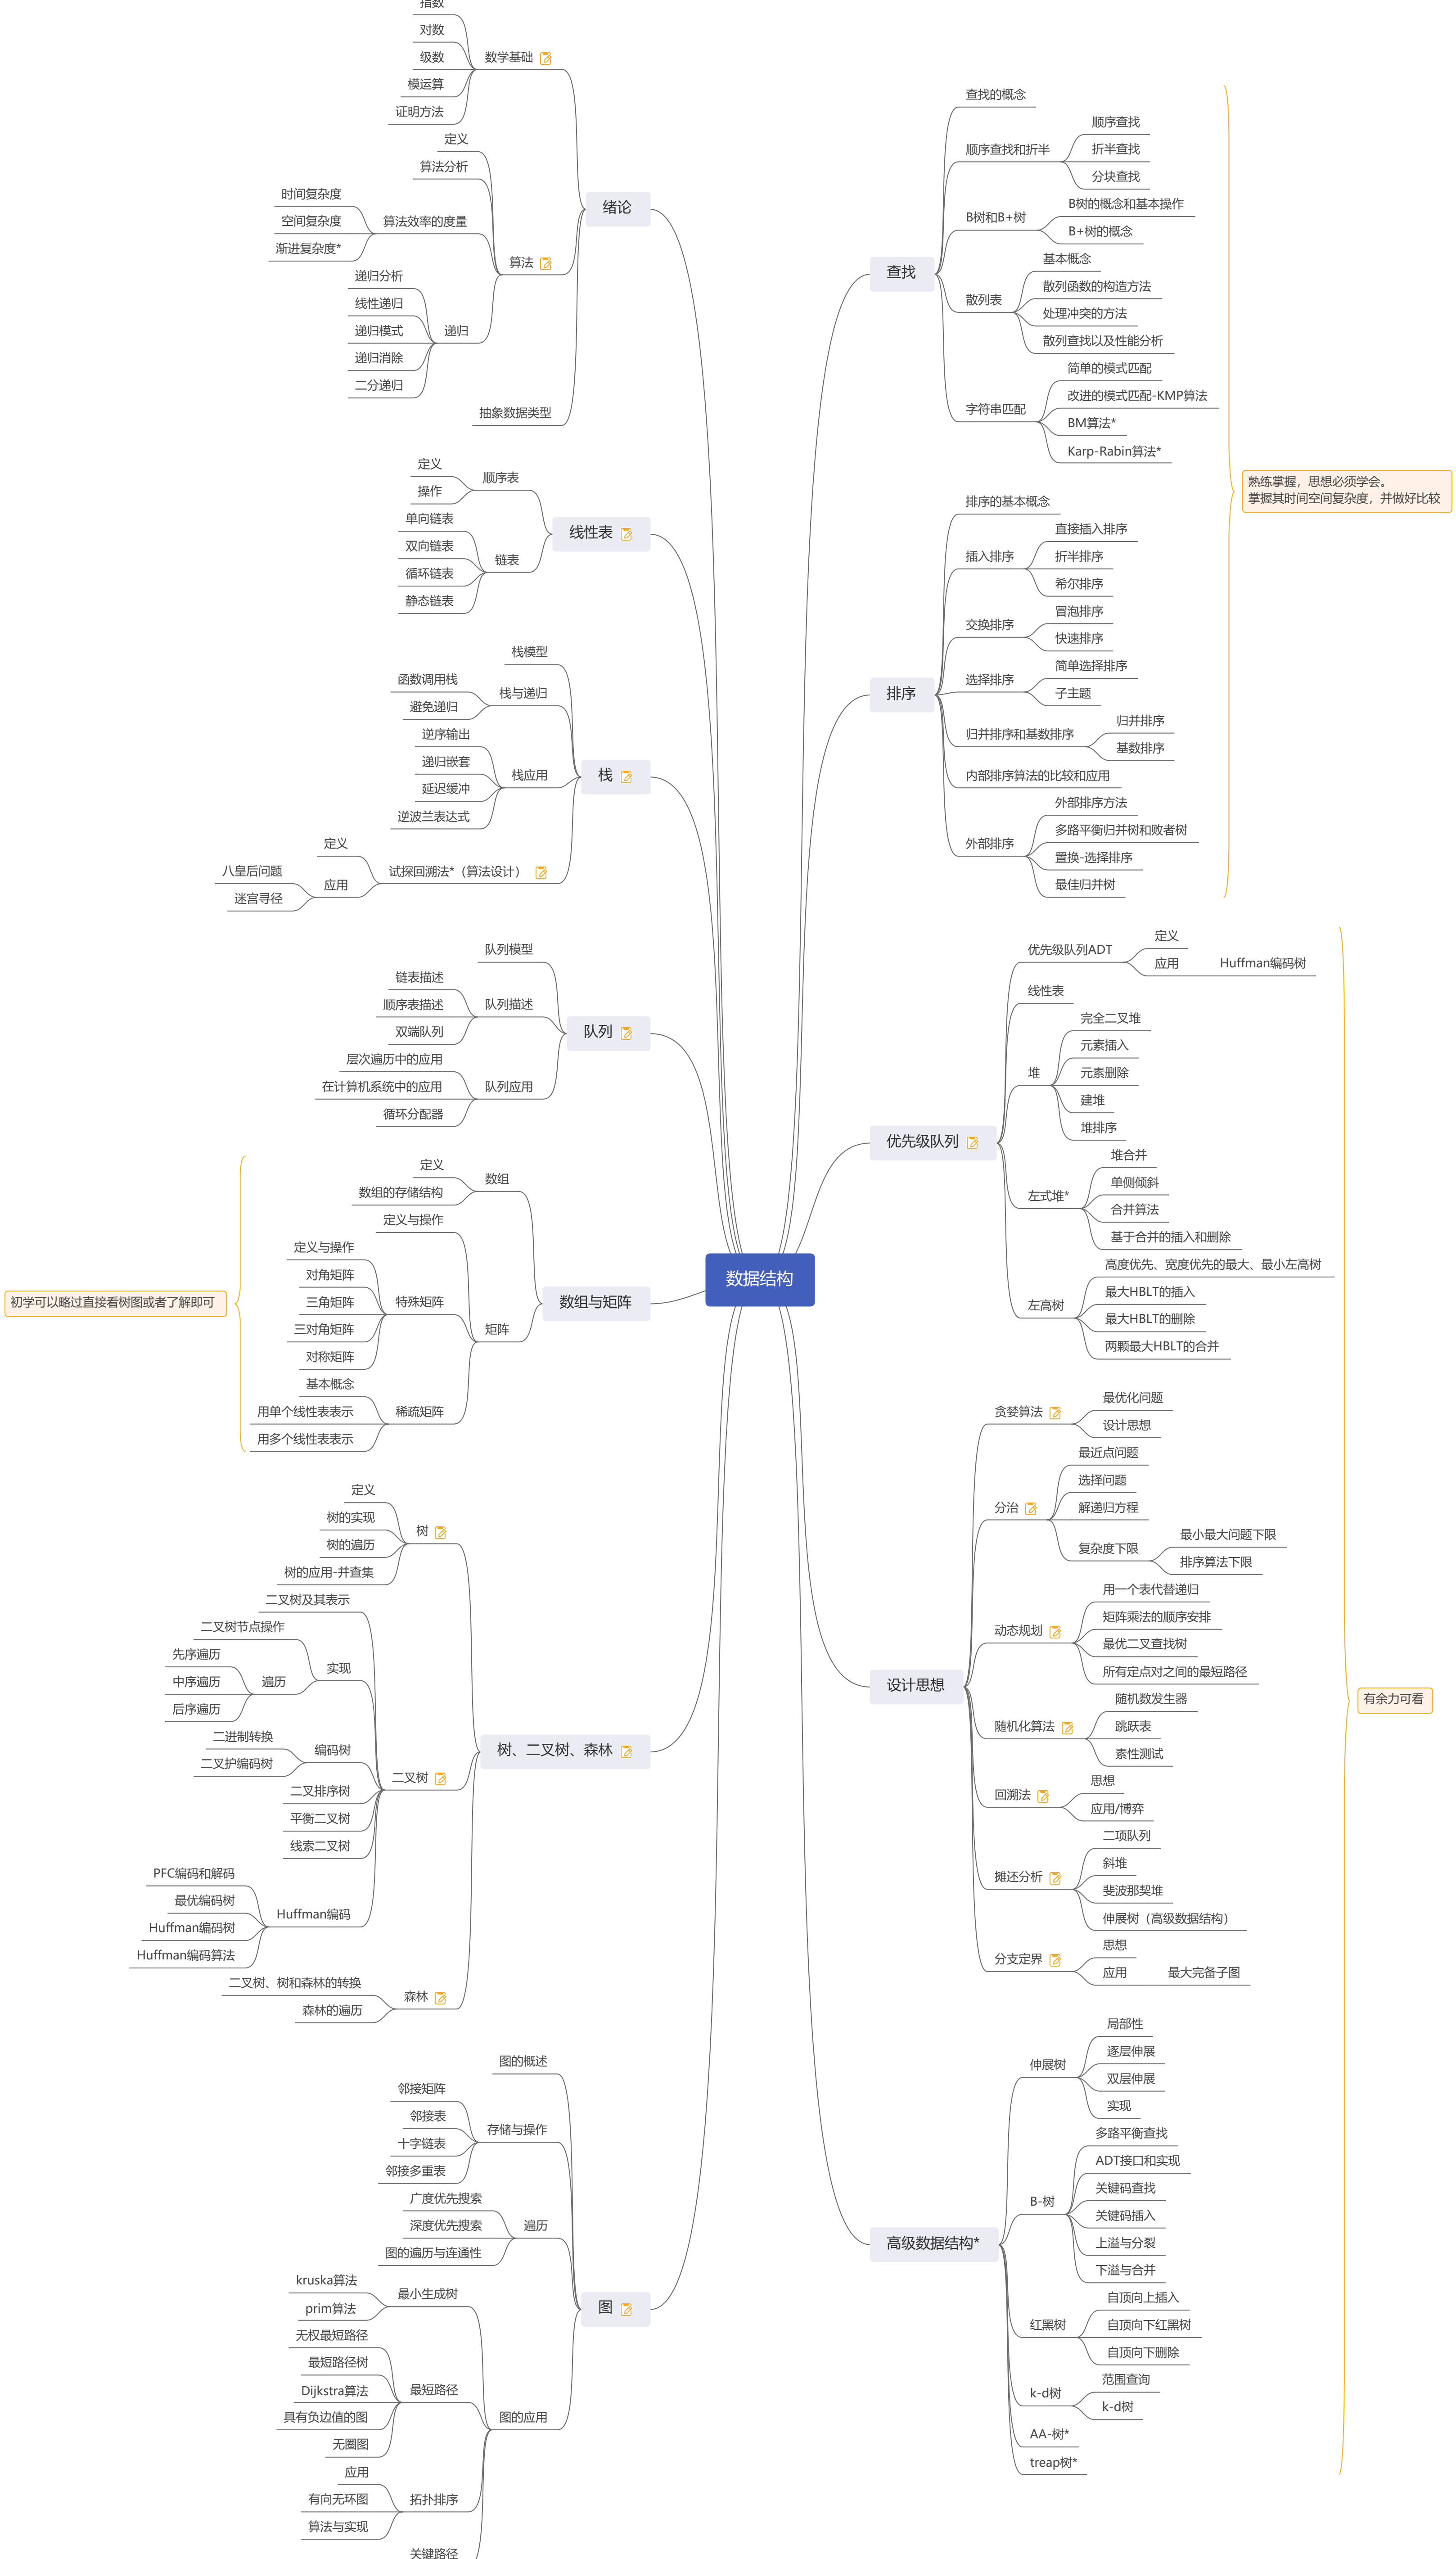 数据结构
绪论
数学基础
指数
对数
级数
模运算
证明方法
算法
定义
算法分析
算法效率的度量
时间复杂度
空间复杂度
渐进复杂度*
递归
递归分析
线性递归
递归模式
递归消除
二分递归
抽象数据类型
线性表
顺序表
定义
操作
链表
单向链表
双向链表
循环链表
静态链表
栈
栈模型
栈与递归
函数调用栈
避免递归
栈应用
逆序输出
递归嵌套
延迟缓冲
逆波兰表达式
试探回溯法*（算法设计）
定义
应用
八皇后问题
迷宫寻径
队列
队列模型
队列描述
链表描述
顺序表描述
双端队列
队列应用
层次遍历中的应用
在计算机系统中的应用
循环分配器
数组与矩阵
数组
定义
数组的存储结构
矩阵
定义与操作
特殊矩阵
定义与操作
对角矩阵
三角矩阵
三对角矩阵
对称矩阵
稀疏矩阵
基本概念
用单个线性表表示
用多个线性表表示
初学可以略过直接看树图或者了解即可
树、二叉树、森林
树
定义
树的实现
树的遍历
树的应用-并查集
二叉树
二叉树及其表示
实现
二叉树节点操作
遍历
先序遍历
中序遍历
后序遍历
编码树
二进制转换
二叉护编码树
二叉排序树
平衡二叉树
线索二叉树
Huffman编码
PFC编码和解码
最优编码树
Huffman编码树
Huffman编码算法
森林
二叉树、树和森林的转换
森林的遍历
图
图的概述
存储与操作
邻接矩阵
邻接表
十字链表
邻接多重表
遍历
广度优先搜索
深度优先搜索
图的遍历与连通性
图的应用
最小生成树
kruska算法
prim算法
最短路径
无权最短路径
最短路径树
Dijkstra算法
具有负边值的图
无圈图
拓扑排序
应用
有向无环图
算法与实现
关键路径
查找
查找的概念
顺序查找和折半
顺序查找
折半查找
分块查找
B树和B+树
B树的概念和基本操作
B+树的概念
散列表
基本概念
散列函数的构造方法
处理冲突的方法
散列查找以及性能分析
字符串匹配
简单的模式匹配
改进的模式匹配-KMP算法
BM算法*
Karp-Rabin算法*
排序
排序的基本概念
插入排序
直接插入排序
折半排序
希尔排序
交换排序
冒泡排序
快速排序
选择排序
简单选择排序
子主题
归并排序和基数排序
归并排序
基数排序
内部排序算法的比较和应用
外部排序
外部排序方法
多路平衡归并树和败者树
置换-选择排序
最佳归并树
熟练掌握，思想必须学会。
掌握其时间空间复杂度，并做好比较
优先级队列
优先级队列ADT
定义
应用
Huffman编码树
线性表
堆
完全二叉堆
元素插入
元素删除
建堆
堆排序
左式堆*
堆合并
单侧倾斜
合并算法
基于合并的插入和删除
左高树
高度优先、宽度优先的最大、最小左高树
最大HBLT的插入
最大HBLT的删除
两颗最大HBLT的合并
设计思想
贪婪算法
最优化问题
设计思想
分治
最近点问题
选择问题
解递归方程
复杂度下限
最小最大问题下限
排序算法下限
动态规划
用一个表代替递归
矩阵乘法的顺序安排
最优二叉查找树
所有定点对之间的最短路径
随机化算法
随机数发生器
跳跃表
素性测试
回溯法
思想
应用/博弈
摊还分析
二项队列
斜堆
斐波那契堆
伸展树（高级数据结构）
分支定界
思想
应用
最大完备子图
高级数据结构*
伸展树
局部性
逐层伸展
双层伸展
实现
B-树
多路平衡查找
ADT接口和实现
关键码查找
关键码插入
上溢与分裂
下溢与合并
红黑树
自顶向上插入
自顶向下红黑树
自顶向下删除
k-d树
范围查询
k-d树
AA-树*
treap树*
有余力可看